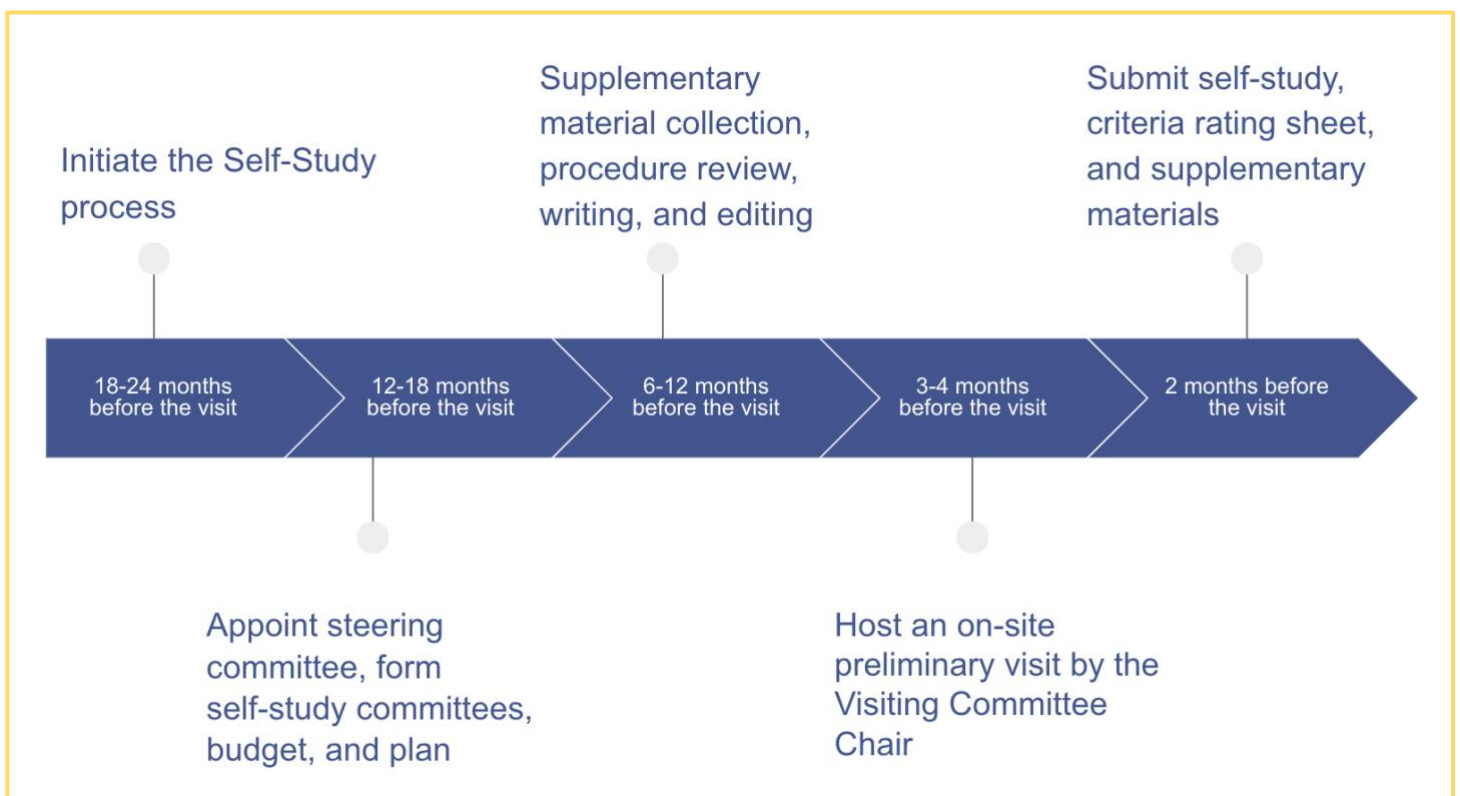 Initiate the Self-Study
process
Supplementary
material collection,
procedure review,
writing, and editing
Submit self-study,
criteria rating sheet,
and supplementary
materials
18-24 months
before the visit
12-18 months
before the visit
6-12 months
before the visit
3-4 months
before the visit
2 months before
the visit
Appoint steering
committee, form
self-study committees,
budget, and plan
Host an on-site
preliminary visit by the
Visiting Committee
Chair